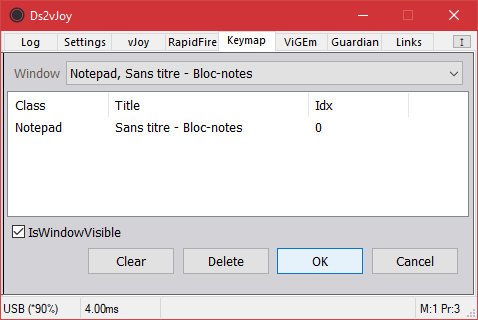 Ds2vJoy
Log Settings vJoy RapidFire Keymap ViGEm Guardian Links
Window Notepad, Sans titre - Bloc-notes
Class Title Idx
Notepad Sans titre - Bloc-notes 0
IsWindowVisible
Clear Delete OK Cancel
USB (*90%) 4.00ms M:1 Pr:3